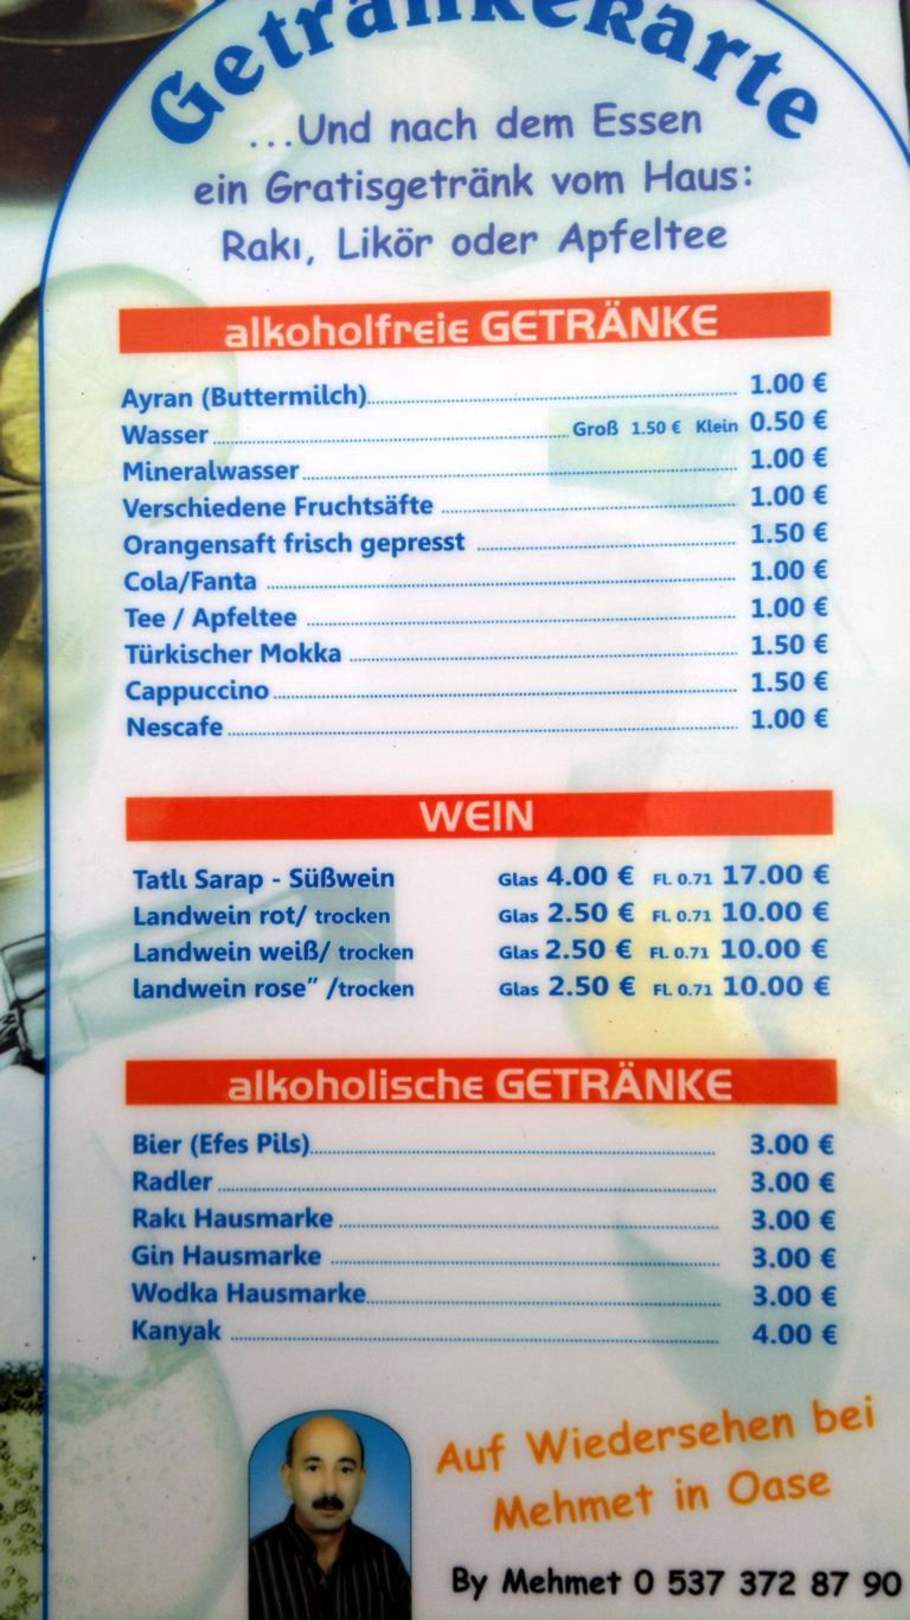 Getränkekarte
...Und nach dem Essen
ein Gratisgetränk vom Haus:
Rakı, Likör oder Apfeltee
alkoholfreie GETRÄNKE
Ayran (Buttermilch) 1.00 €
Wasser Groß 1.50 € Klein 0.50 €
Mineralwasser 1.00 €
Verschiedene Fruchtsäfte 1.00 €
Orangensaft frisch gepresst 1.50 €
Cola/Fanta 1.00 €
Tee / Apfeltee 1.00 €
Türkischer Mokka 1.50 €
Cappuccino 1.50 €
Nescafe 1.00 €
WEIN
Tatlı Sarap - Süßwein Glas 4.00 € FL. 0.71 17.00 €
Landwein rot/ trocken Glas 2.50 € FL. 0.71 10.00 €
Landwein weiß/ trocken Glas 2.50 € FL. 0.71 10.00 €
landwein rose" /trocken Glas 2.50 € FL. 0.71 10.00 €
alkoholische GETRÄNKE
Bier (Efes Pils) 3.00 €
Radler 3.00 €
Rakı Hausmarke 3.00 €
Gin Hausmarke 3.00 €
Wodka Hausmarke 3.00 €
Kanyak 4.00 €
Auf Wiedersehen bei
Mehmet in Oase
By Mehmet 0 537 372 87 90